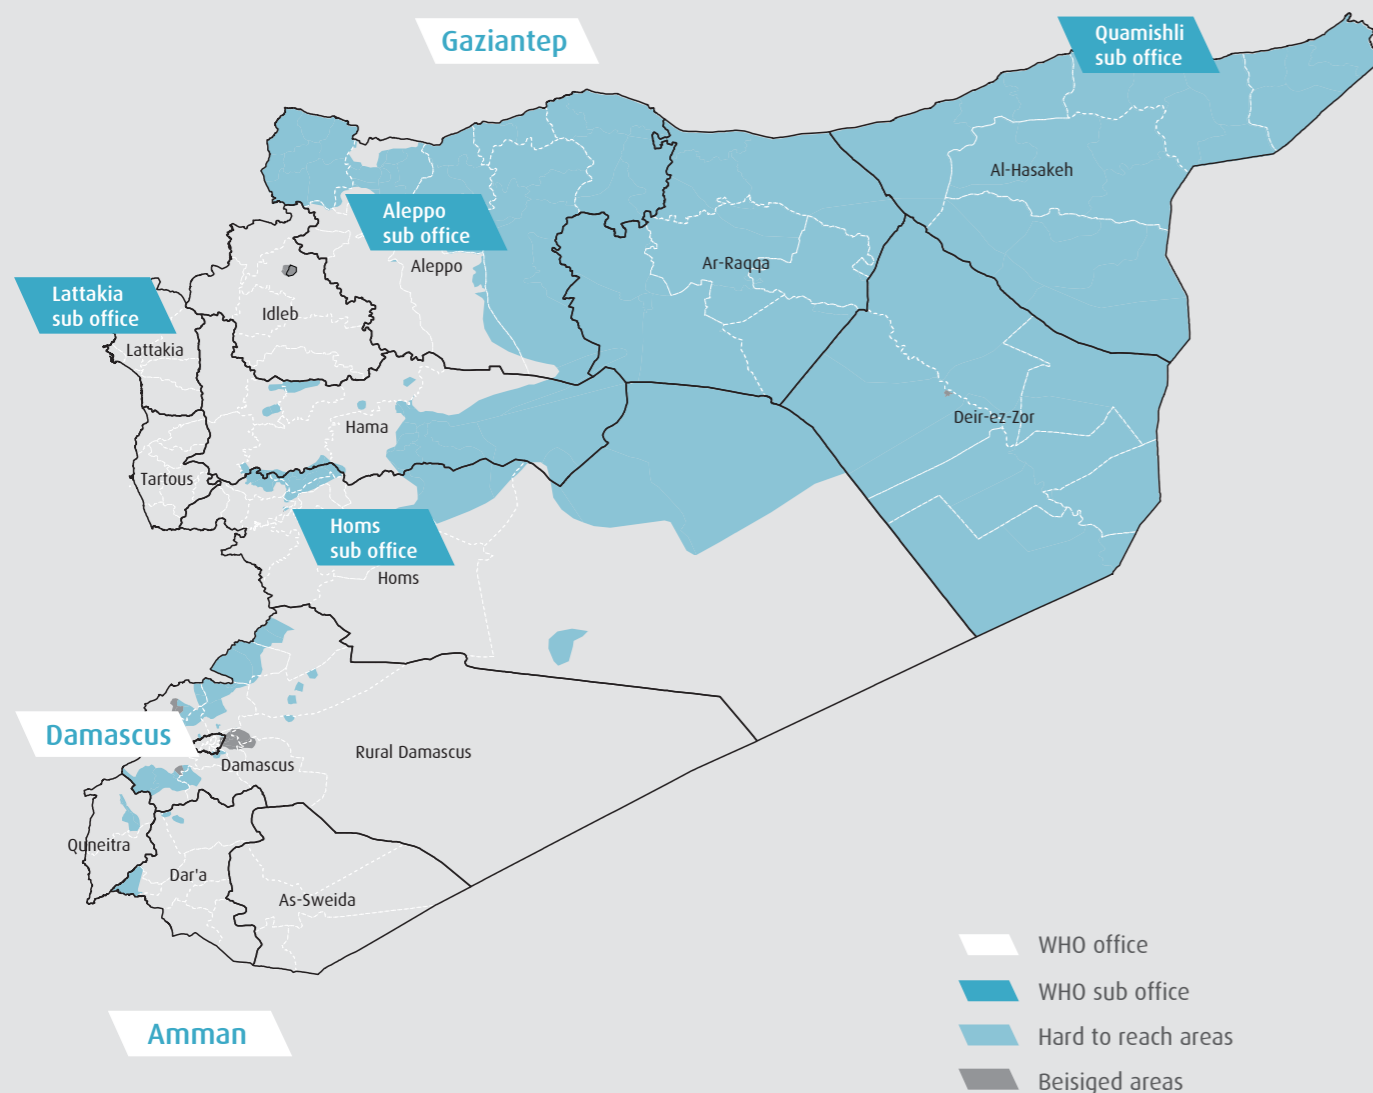 Gaziantep
Quamishli
sub office
Al-Hasakeh
Aleppo
sub office
Aleppo
Ar-Raqqa
Lattakia
sub office
Idleb
Lattakia
Hama
Deir-ez-Zor
Tartous
Homs
sub office
Homs
Damascus
Damascus
Rural Damascus
Quneitra
Dar'a
As-Sweida
Amman
WHO office
WHO sub office
Hard to reach areas
Beisiged areas